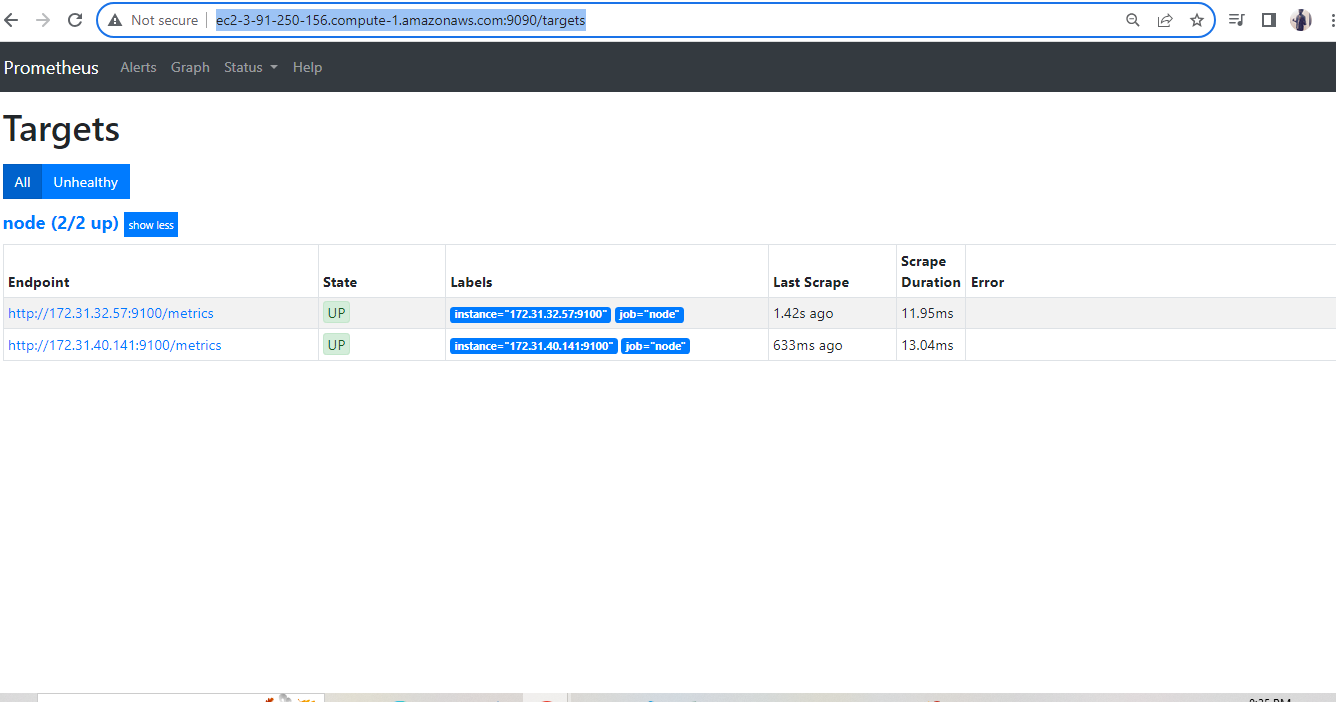 Not secure ec2-3-91-250-156.compute-1.amazonaws.com:9090/targets
Prometheus Alerts Graph Status Help
Targets
All Unhealthy
node (2/2 up) show less
Endpoint State Labels Last Scrape Scrape Duration Error
http://172.31.32.57:9100/metrics UP instance="172.31.32.57:9100" job="node" 1.42s ago 11.95ms
http://172.31.40.141:9100/metrics UP instance="172.31.40.141:9100" job="node" 633ms ago 13.04ms